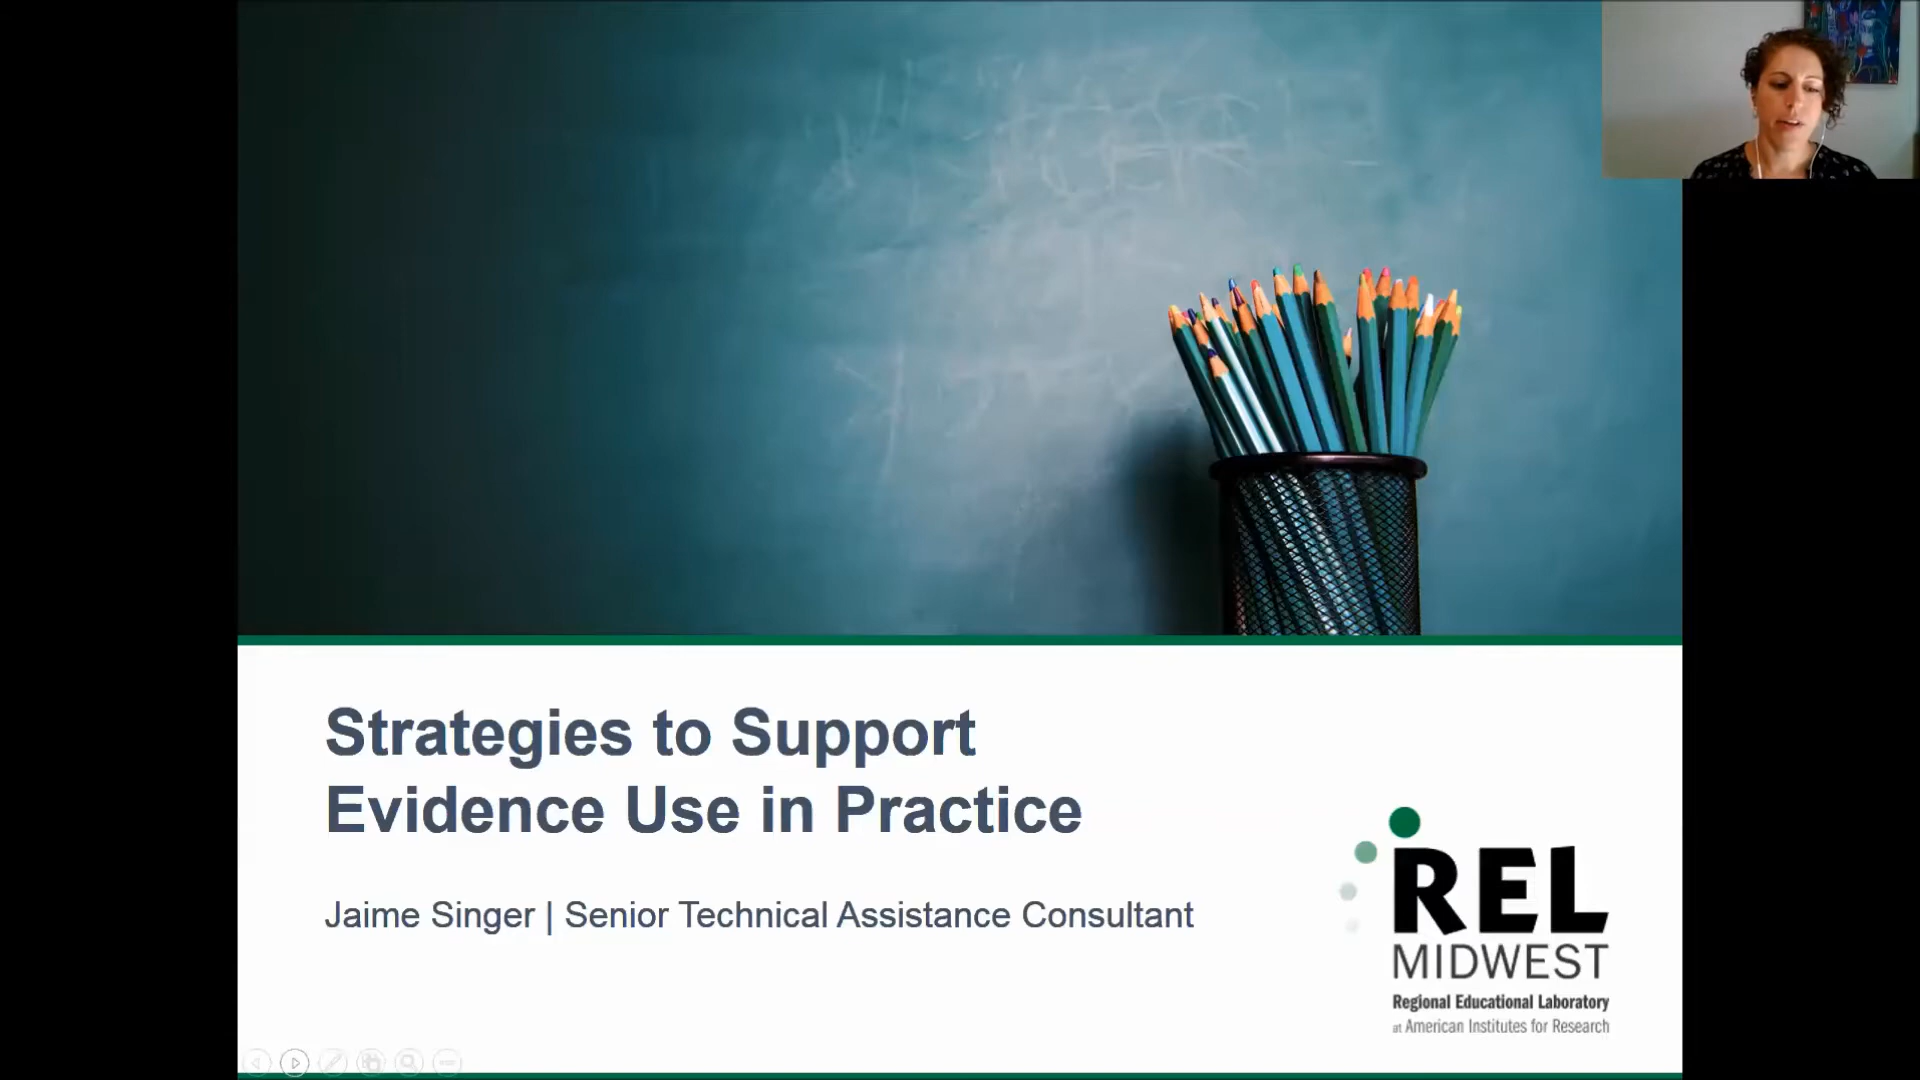 Strategies to Support
Evidence Use in Practice
Jaime Singer | Senior Technical Assistance Consultant
REL
MIDWEST
Regional Educational Laboratory
at American Institutes for Research